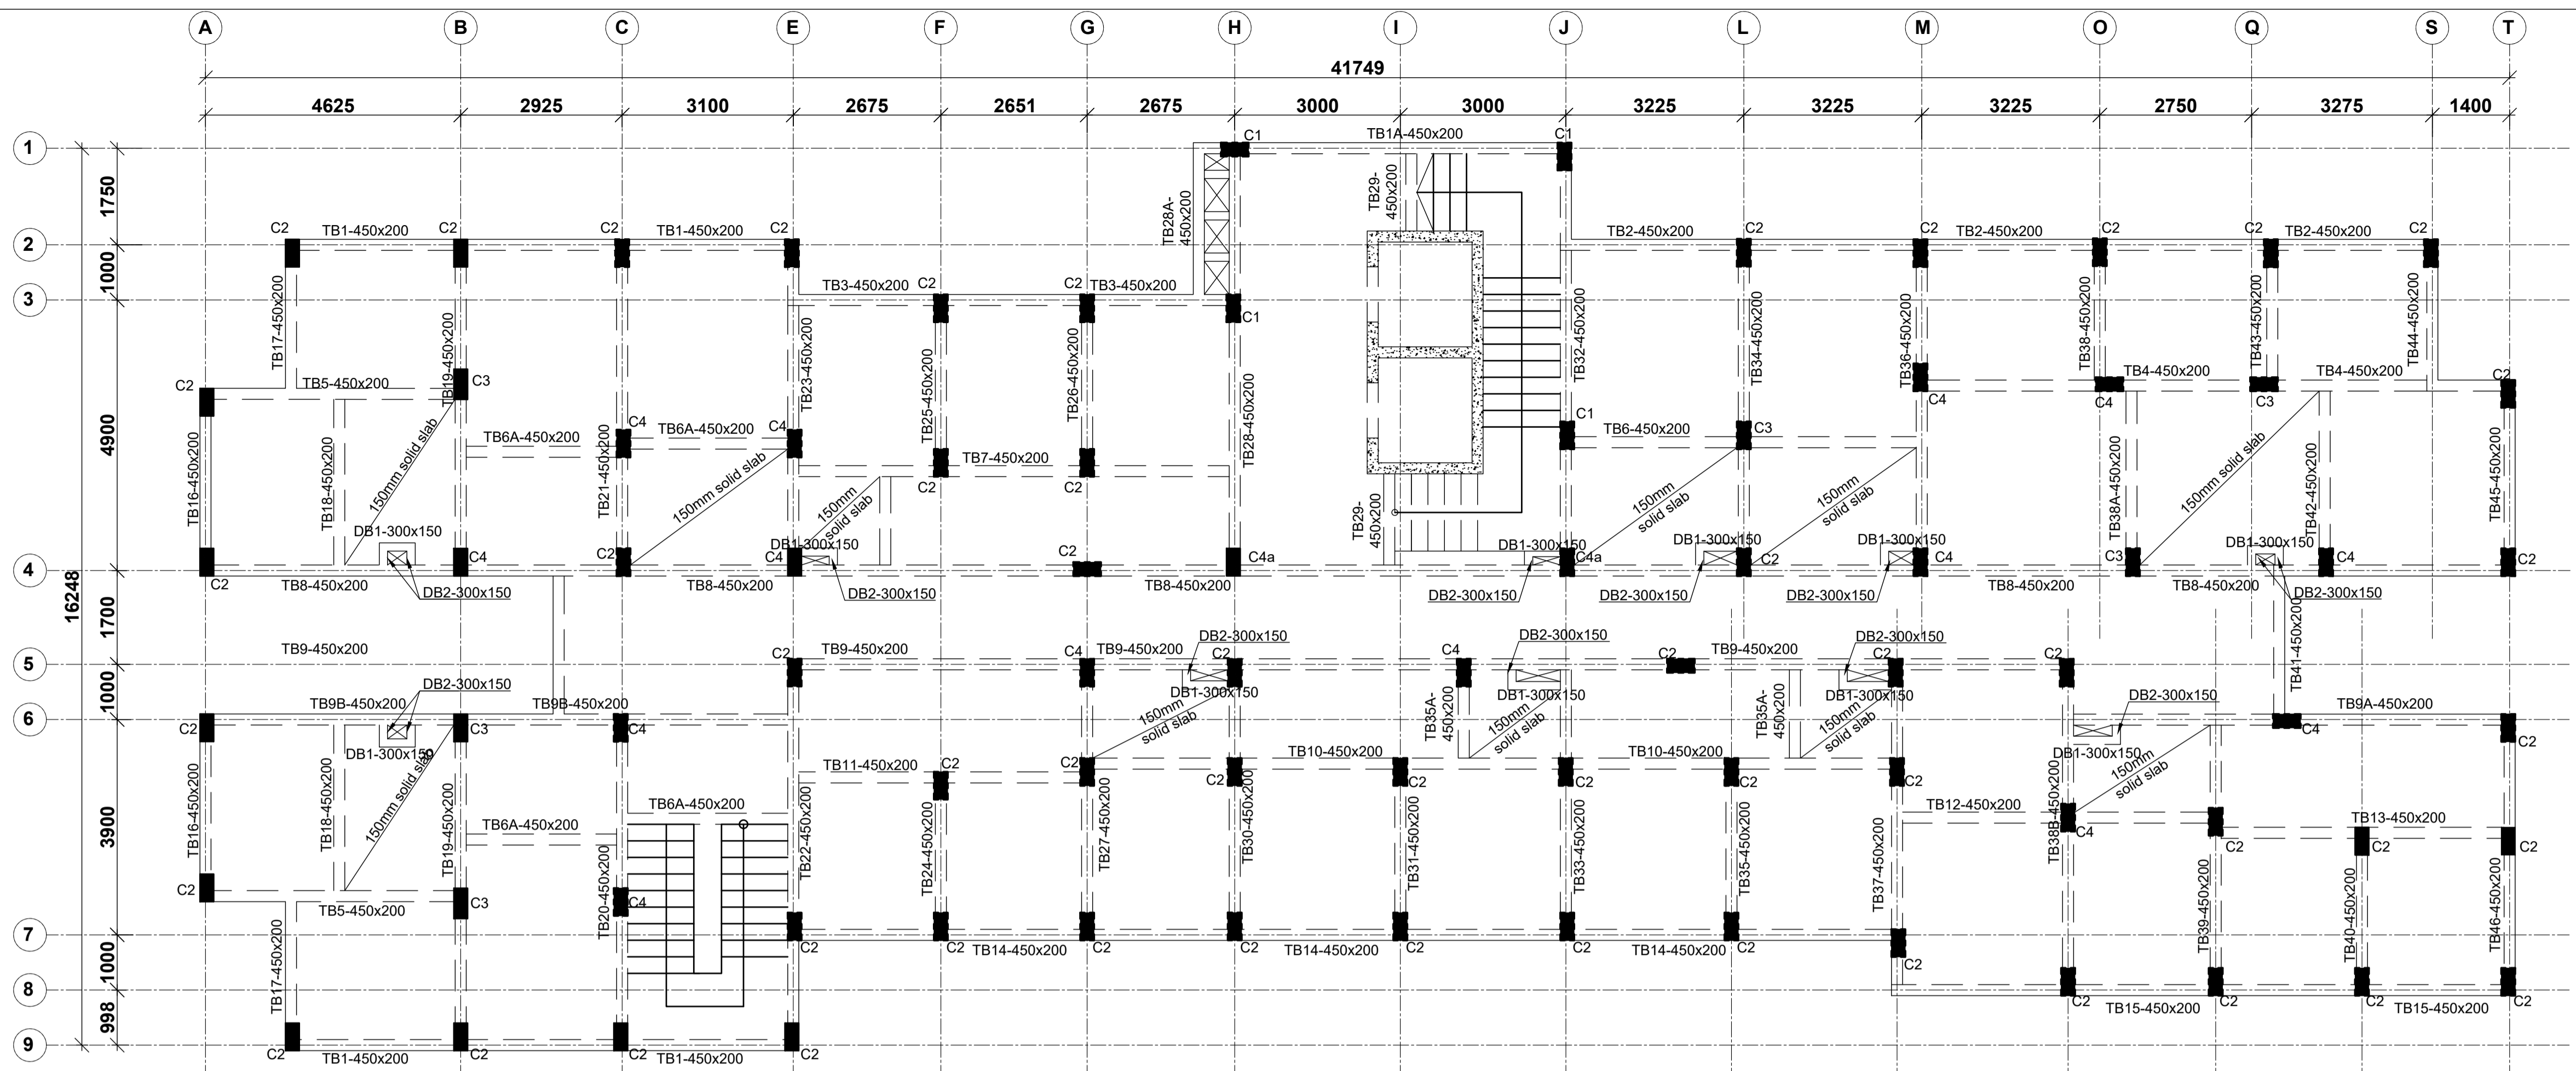 A B C E F G H I J L M O Q S T
41749
4625 2925 3100 2675 2651 2675 3000 3000 3225 3225 3225 2750 3275 1400
1
C1 TB1A-450x200 C1
1750
TB28A-
450x200
TB29-
450x200
2
C2 TB1-450x200 C2 C2 TB1-450x200 C2
TB2-450x200 C2 C2 TB2-450x200 C2 C2 TB2-450x200 C2
1000
3
TB3-450x200 C2 C2 TB3-450x200 C1
TB17-450x200
TB19-450x200
TB23-450x200
TB25-450x200
TB26-450x200
TB28-450x200
TB32-450x200
TB34-450x200
TB36-450x200
TB38-450x200
TB43-450x200
TB44-450x200
C2 TB5-450x200 C3
C4 C4 TB4-450x200 C3 TB4-450x200 C2
4900
TB16-450x200
TB18-450x200
150mm solid slab
TB6A-450x200
TB21-450x200
C4 TB6A-450x200 C4
150mm solid slab
TB7-450x200
C2 C2
150mm
solid slab
C1 TB6-450x200 C3
150mm
solid slab
150mm
solid slab
TB38A-450x200
150mm solid slab
TB42-450x200
TB45-450x200
TB29-
450x200
DB1-300x150 DB1-300x150 DB1-300x150 DB1-300x150 DB1-300x150 DB1-300x150
4
C2 C4 C2 C4 C2 C4a C4a C2 C4 C3 C4 C2
TB8-450x200 TB8-450x200 TB8-450x200 TB8-450x200 TB8-450x200
DB2-300x150 DB2-300x150 DB2-300x150 DB2-300x150 DB2-300x150 DB2-300x150
16248
1700
TB41-450x200
DB2-300x150 DB2-300x150 DB2-300x150
5
TB9-450x200 C2 TB9-450x200 C4 TB9-450x200 C2 C4 C2 TB9-450x200 C2
1000
DB2-300x150
DB1-300x150 DB1-300x150 DB1-300x150
DB2-300x150
TB9B-450x200 TB9B-450x200
TB9A-450x200
150mm
solid slab
TB35A-
450x200
150mm
solid slab
TB35A-
450x200
150mm
solid slab
6
C2 C3 C4 C4 C2
DB1-300x150
DB1-300x150
150mm
solid slab
TB11-450x200 C2 C2 C2 TB10-450x200 C2 C2 TB10-450x200 C2 C2
3900
TB16-450x200
TB18-450x200
150mm solid slab
TB19-450x200
TB6A-450x200
TB6A-450x200
TB20-450x200
TB22-450x200
TB24-450x200
TB27-450x200
TB30-450x200
TB31-450x200
TB33-450x200
TB35-450x200
TB37-450x200
TB12-450x200
TB38B-450x200
C4
C2
TB13-450x200
C2 C2
TB39-450x200
TB40-450x200
TB46-450x200
C2 TB5-450x200 C3 C4
7
C2 C2 TB14-450x200 C2 C2 TB14-450x200 C2 C2 TB14-450x200 C2 C2
TB17-450x200
1000
8
C2 TB15-450x200 C2 C2 TB15-450x200 C2
998
9
C2 TB1-450x200 C2 C2 TB1-450x200 C2